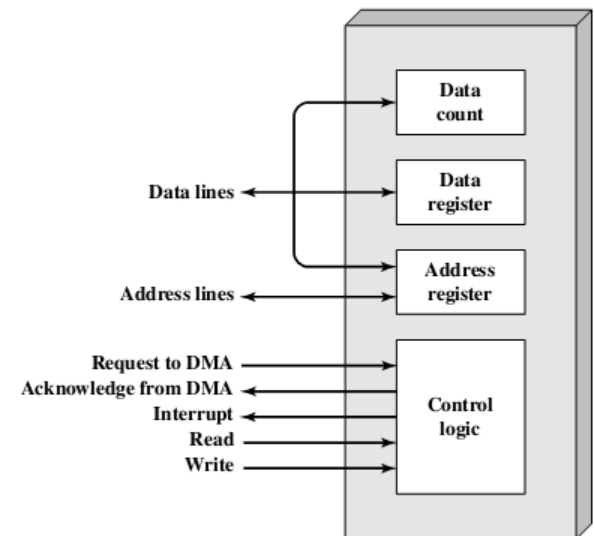 Data
count
Data lines
Data
register
Address lines
Address
register
Request to DMA
Acknowledge from DMA
Interrupt
Read
Write
Control
logic